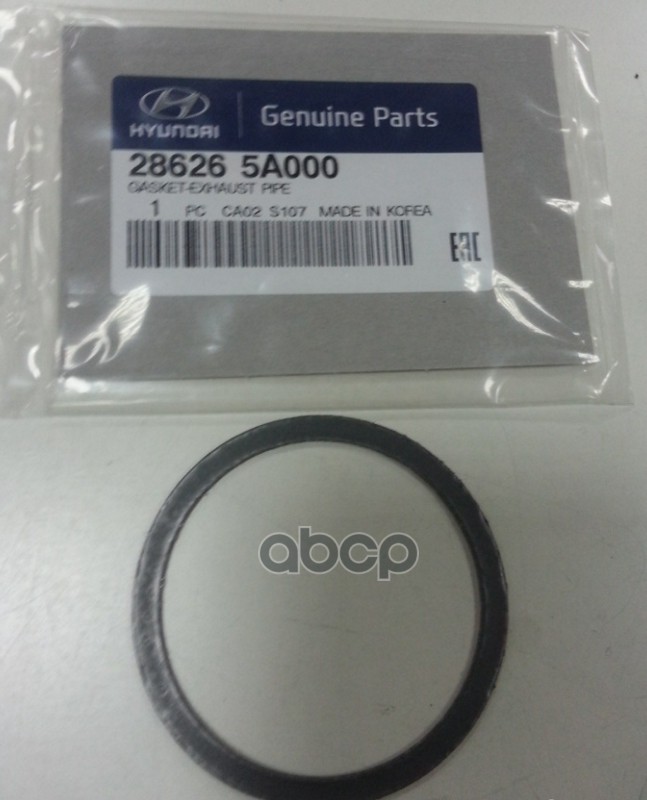 HYUNDAI
Genuine Parts
28626 5A000
GASKET-EXHAUST PIPE
1 PC CA02 S107 MADE IN KOREA
EAC
abcp